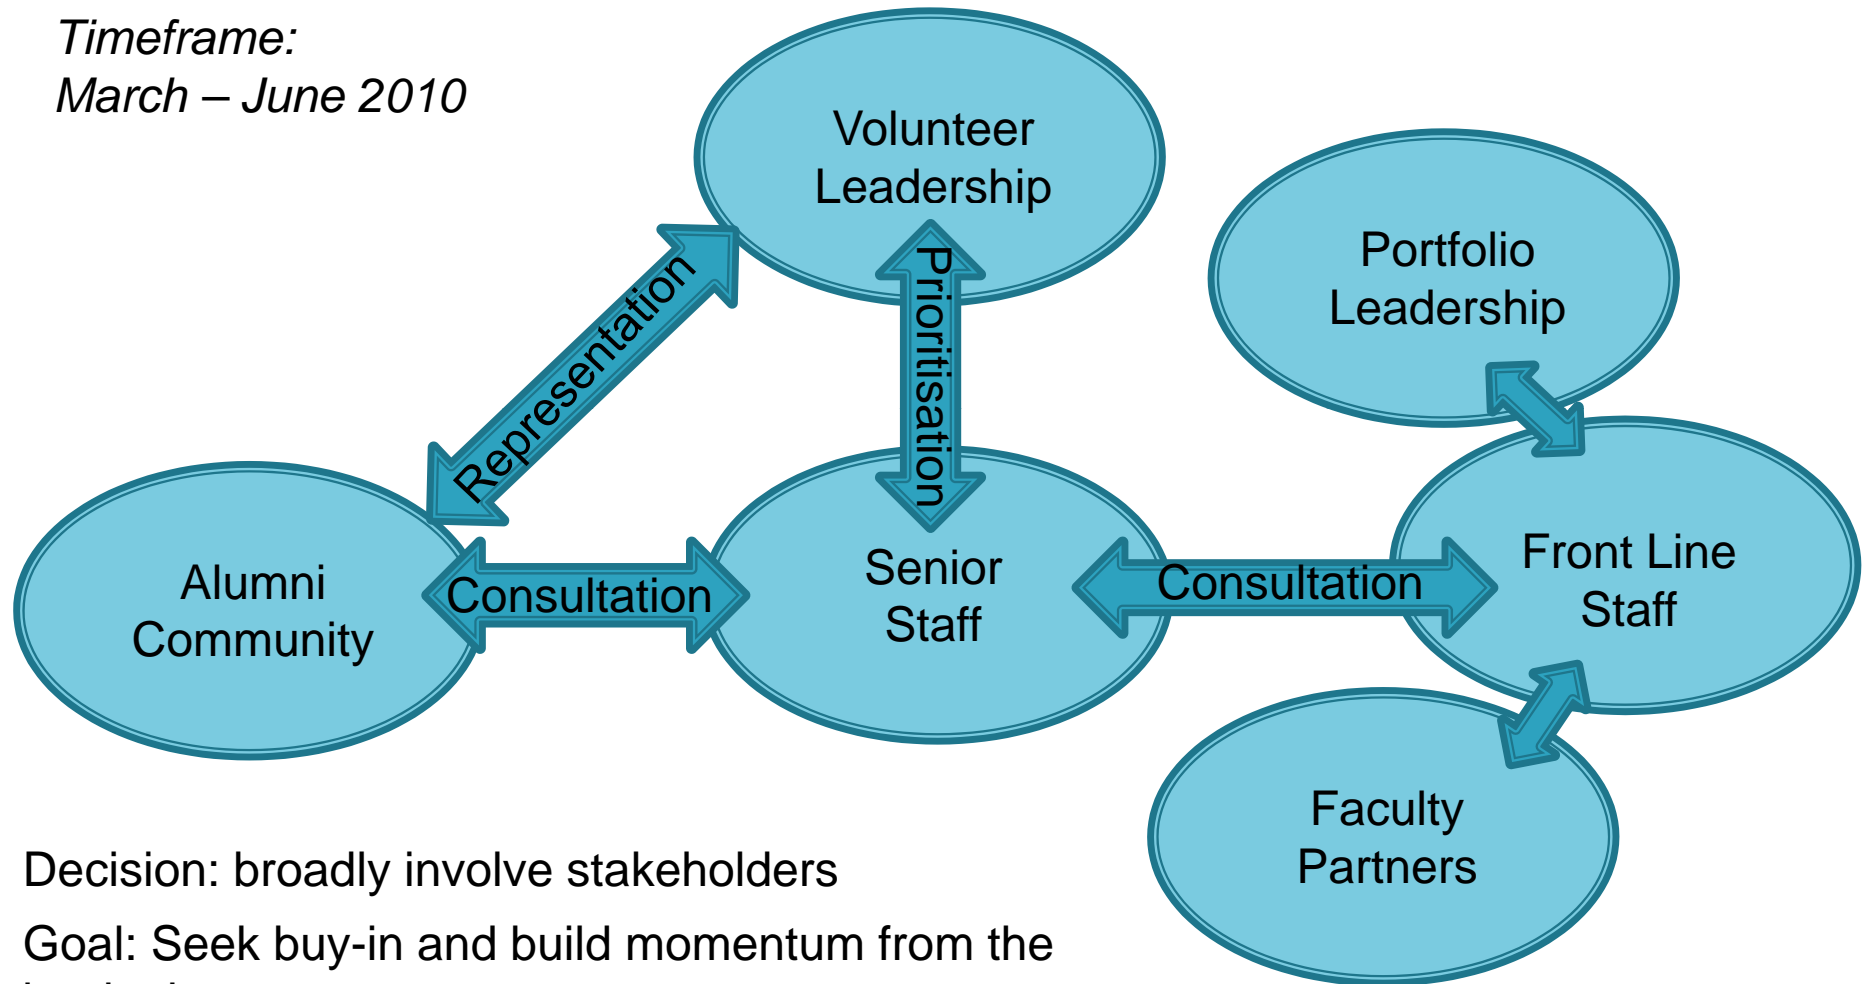 Timeframe:
March – June 2010
Volunteer
Leadership
Portfolio
Leadership
Representation
Prioritisation
Alumni
Community
Consultation
Senior
Staff
Consultation
Front Line
Staff
Faculty
Partners
Decision: broadly involve stakeholders
Goal: Seek buy-in and build momentum from the